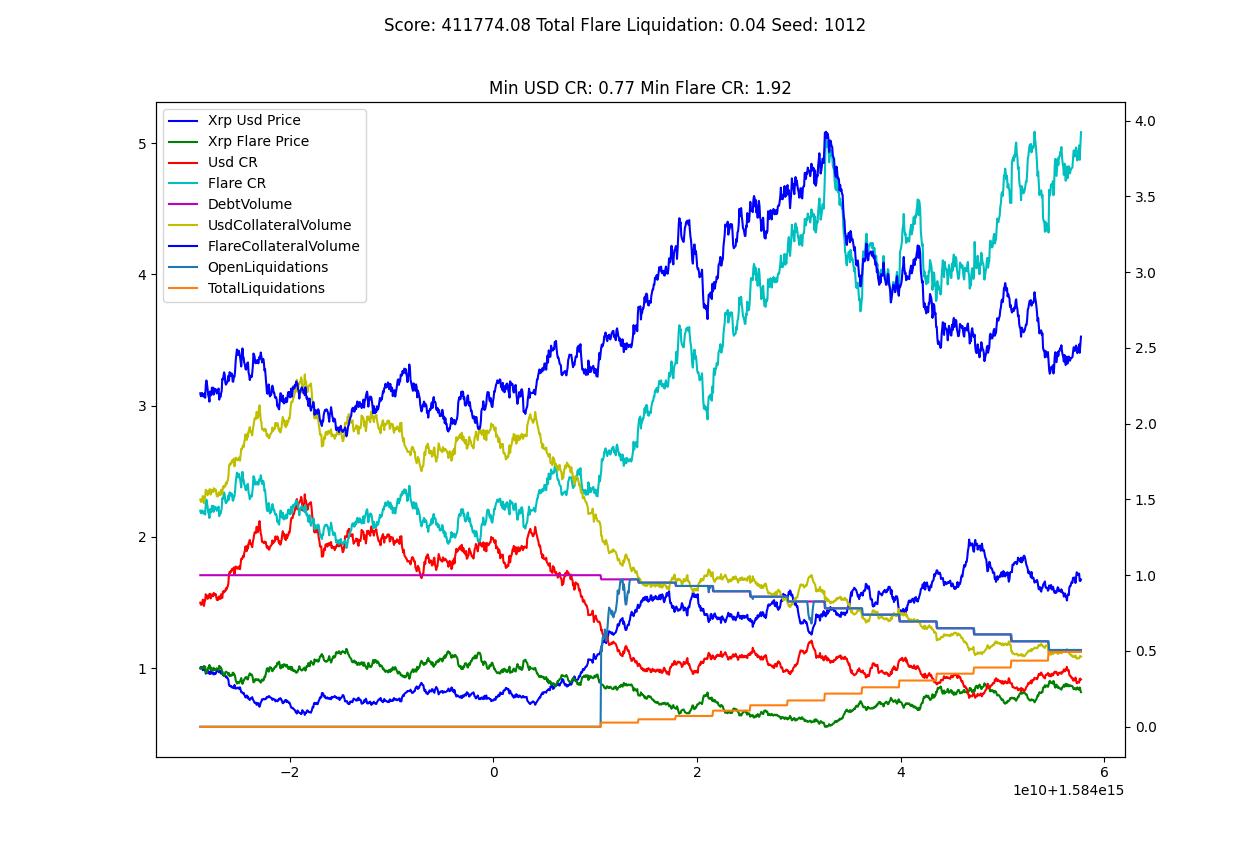 Score: 411774.08 Total Flare Liquidation: 0.04 Seed: 1012
Min USD CR: 0.77 Min Flare CR: 1.92
Xrp Usd Price
Xrp Flare Price
Usd CR
Flare CR
DebtVolume
UsdCollateralVolume
FlareCollateralVolume
OpenLiquidations
TotalLiquidations
5
4
3
2
1
4.0
3.5
3.0
2.5
2.0
1.5
1.0
0.5
0.0
−2 0 2 4 6
1e10+1.584e15